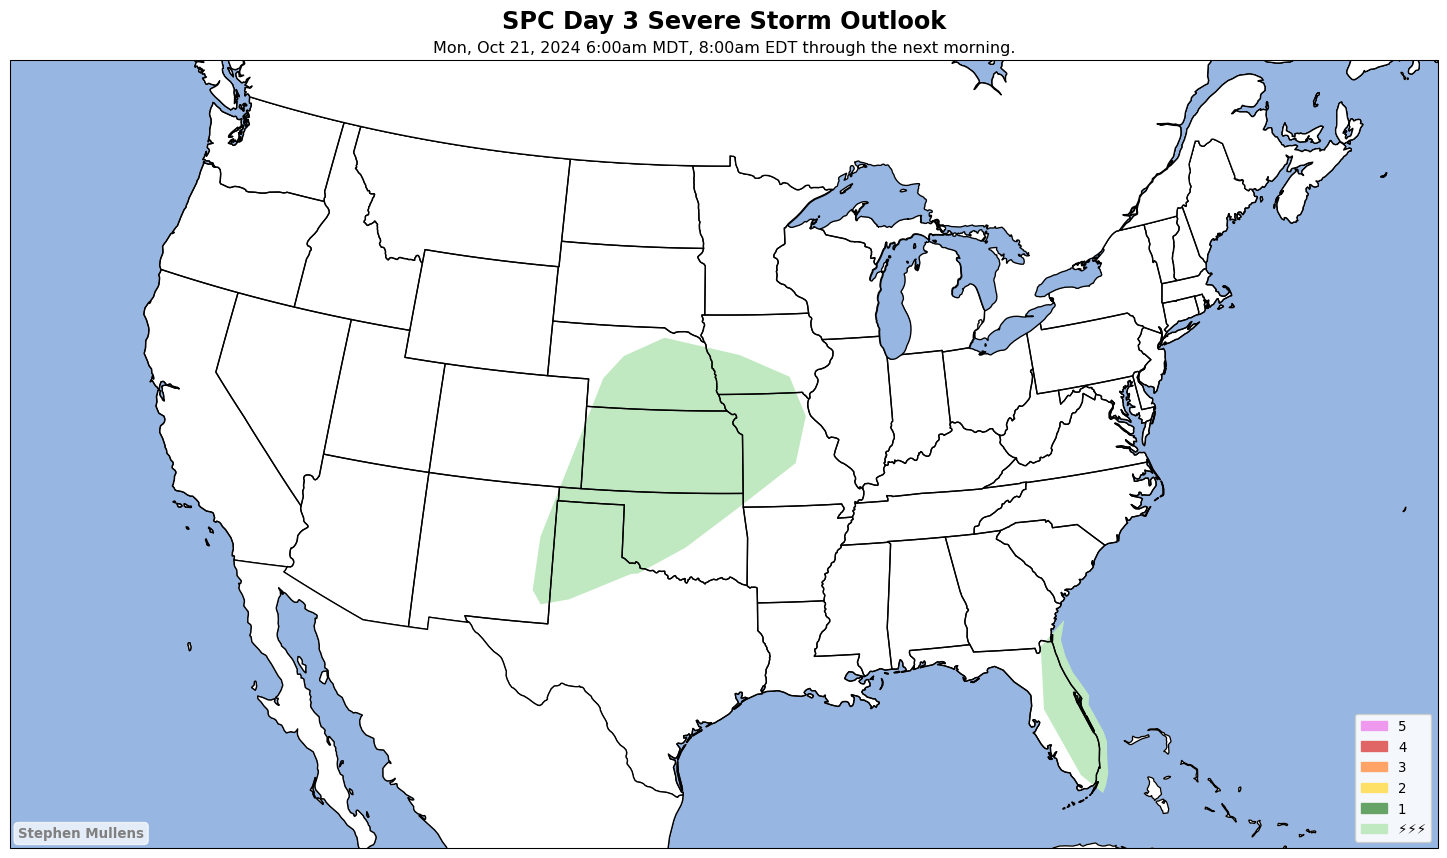 SPC Day 3 Severe Storm Outlook
Mon, Oct 21, 2024 6:00am MDT, 8:00am EDT through the next morning.
5
4
3
2
1
⚡⚡⚡
Stephen Mullens